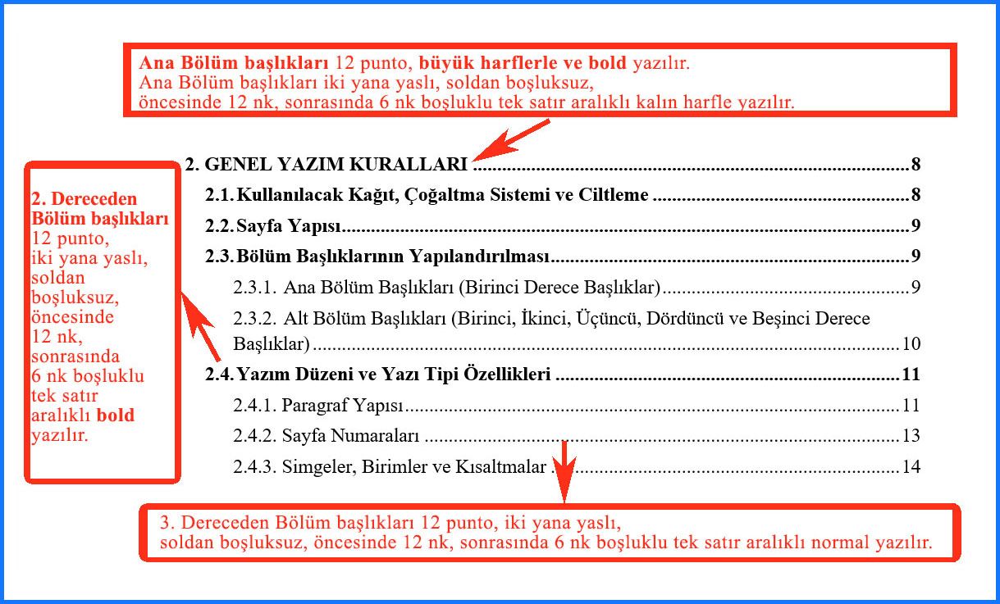 Ana Bölüm başlıkları 12 punto, büyük harflerle ve bold yazılır.
Ana Bölüm başlıkları iki yana yaslı, soldan boşluksuz,
öncesinde 12 nk, sonrasında 6 nk boşluklu tek satır aralıklı kalın harfle yazılır.
2. Dereceden
Bölüm başlıkları
12 punto,
iki yana yaslı,
soldan
boşluksuz,
öncesinde
12 nk,
sonrasında
6 nk boşluklu
tek satır
aralıklı bold
yazılır.
2. GENEL YAZIM KURALLARI ........ 8
2.1. Kullanılacak Kağıt, Çoğaltma Sistemi ve Ciltleme ........ 8
2.2. Sayfa Yapısı ........ 9
2.3. Bölüm Başlıklarının Yapılandırılması ........ 9
2.3.1. Ana Bölüm Başlıkları (Birinci Derece Başlıklar) ........ 9
2.3.2. Alt Bölüm Başlıkları (Birinci, İkinci, Üçüncü, Dördüncü ve Beşinci Derece
Başlıklar) ........ 10
2.4. Yazım Düzeni ve Yazı Tipi Özellikleri ........ 11
2.4.1. Paragraf Yapısı ........ 11
2.4.2. Sayfa Numaraları ........ 13
2.4.3. Simgeler, Birimler ve Kısaltmalar ........ 14
3. Dereceden Bölüm başlıkları 12 punto, iki yana yaslı,
soldan boşluksuz, öncesinde 12 nk, sonrasında 6 nk boşluklu tek satır aralıklı normal yazılır.